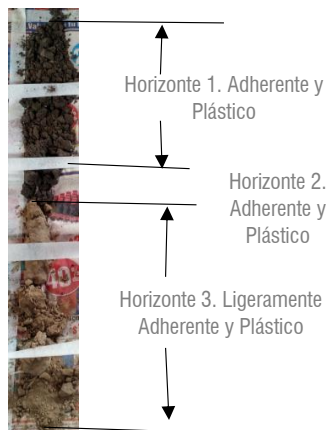 Horizonte 1. Adherente y
Plástico
Horizonte 2.
Adherente y
Plástico
Horizonte 3. Ligeramente
Adherente y Plástico